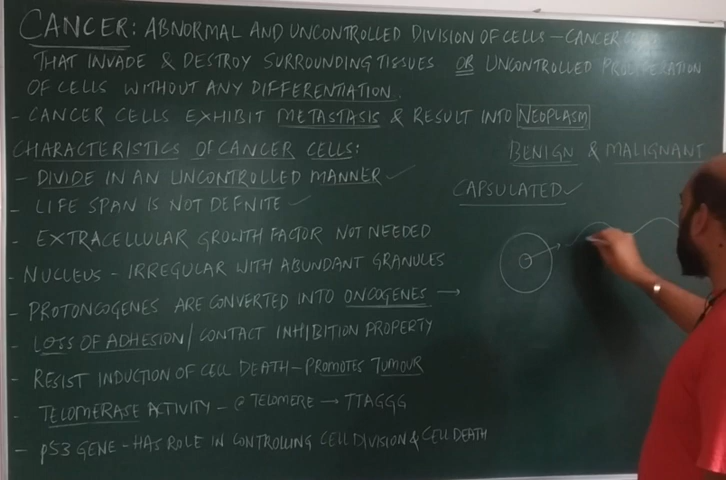 CANCER: ABNORMAL AND UNCONTROLLED DIVISION OF CELLS - CANCER
THAT INVADE & DESTROY SURROUNDING TISSUES OR UNCONTROLLED PROLIFERATION
OF CELLS WITHOUT ANY DIFFERENTIATION.
- CANCER CELLS EXHIBIT METASTASIS & RESULT INTO NEOPLASM
CHARACTERISTICS OF CANCER CELLS:
BENIGN & MALIGNANT
- DIVIDE IN AN UNCONTROLLED MANNER ✓
CAPSULATED ✓
- LIFE SPAN IS NOT DEFNITE ✓
- EXTRACELLULAR GROWTH FACTOR NOT NEEDED
- NUCLEUS - IRREGULAR WITH ABUNDANT GRANULES
- PROTONCOGENES ARE CONVERTED INTO ONCOGENES →
- LOSS OF ADHESION/CONTACT INHIBITION PROPERTY
- RESIST INDUCTION OF CELL DEATH - PROMOTES TUMOUR
- TELOMERASE ACTIVITY - @ TELOMERE → TTAGGG
- p53 GENE - HAS ROLE IN CONTROLLING CELL DIVISION & CELL DEATH